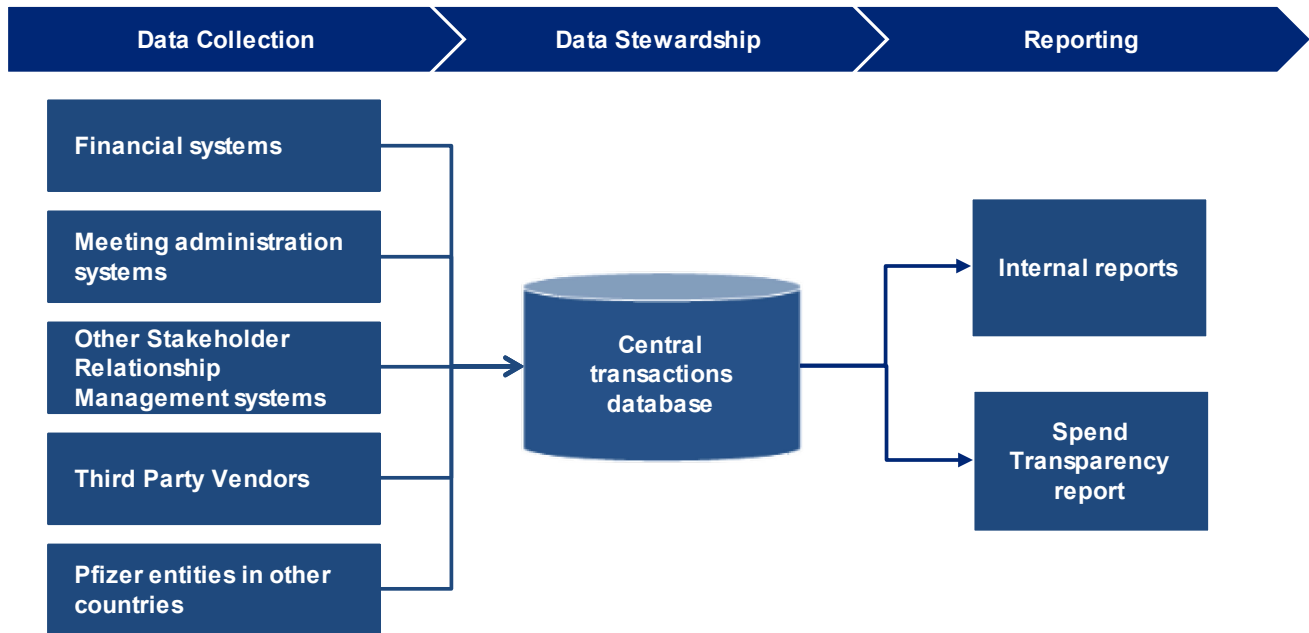 Data Collection
Data Stewardship
Reporting
Financial systems
Meeting administration
systems
Other Stakeholder
Relationship
Management systems
Third Party Vendors
Pfizer entities in other
countries
Central
transactions
database
Internal reports
Spend
Transparency
report